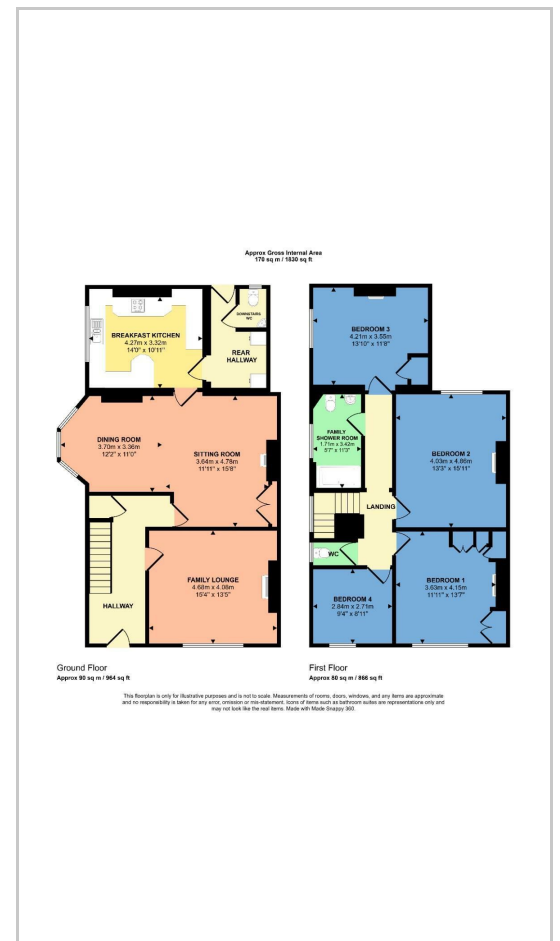 Approx Gross Internal Area
170 sq m / 1830 sq ft
BREAKFAST KITCHEN
4.27m x 3.32m
14'0" x 10'11"
DOWNSTAIRS
WC
REAR
HALLWAY
DINING ROOM
3.70m x 3.36m
12'2" x 11'0"
SITTING ROOM
3.64m x 4.78m
11'11" x 15'8"
FAMILY LOUNGE
4.68m x 4.08m
15'4" x 13'5"
HALLWAY
Ground Floor
Approx 90 sq m / 964 sq ft
BEDROOM 3
4.21m x 3.55m
13'10" x 11'8"
FAMILY
SHOWER ROOM
1.71m x 3.42m
5'7" x 11'3"
BEDROOM 2
4.03m x 4.86m
13'3" x 15'11"
LANDING
WC
BEDROOM 4
2.84m x 2.71m
9'4" x 8'11"
BEDROOM 1
3.63m x 4.15m
11'11" x 13'7"
First Floor
Approx 80 sq m / 866 sq ft
This floorplan is only for illustrative purposes and is not to scale. Measurements of rooms, doors, windows, and any items are approximate
and no responsibility is taken for any error, omission or mis-statement. Icons of items such as bathroom suites are representations only and
may not look like the real items. Made with Made Snappy 360.